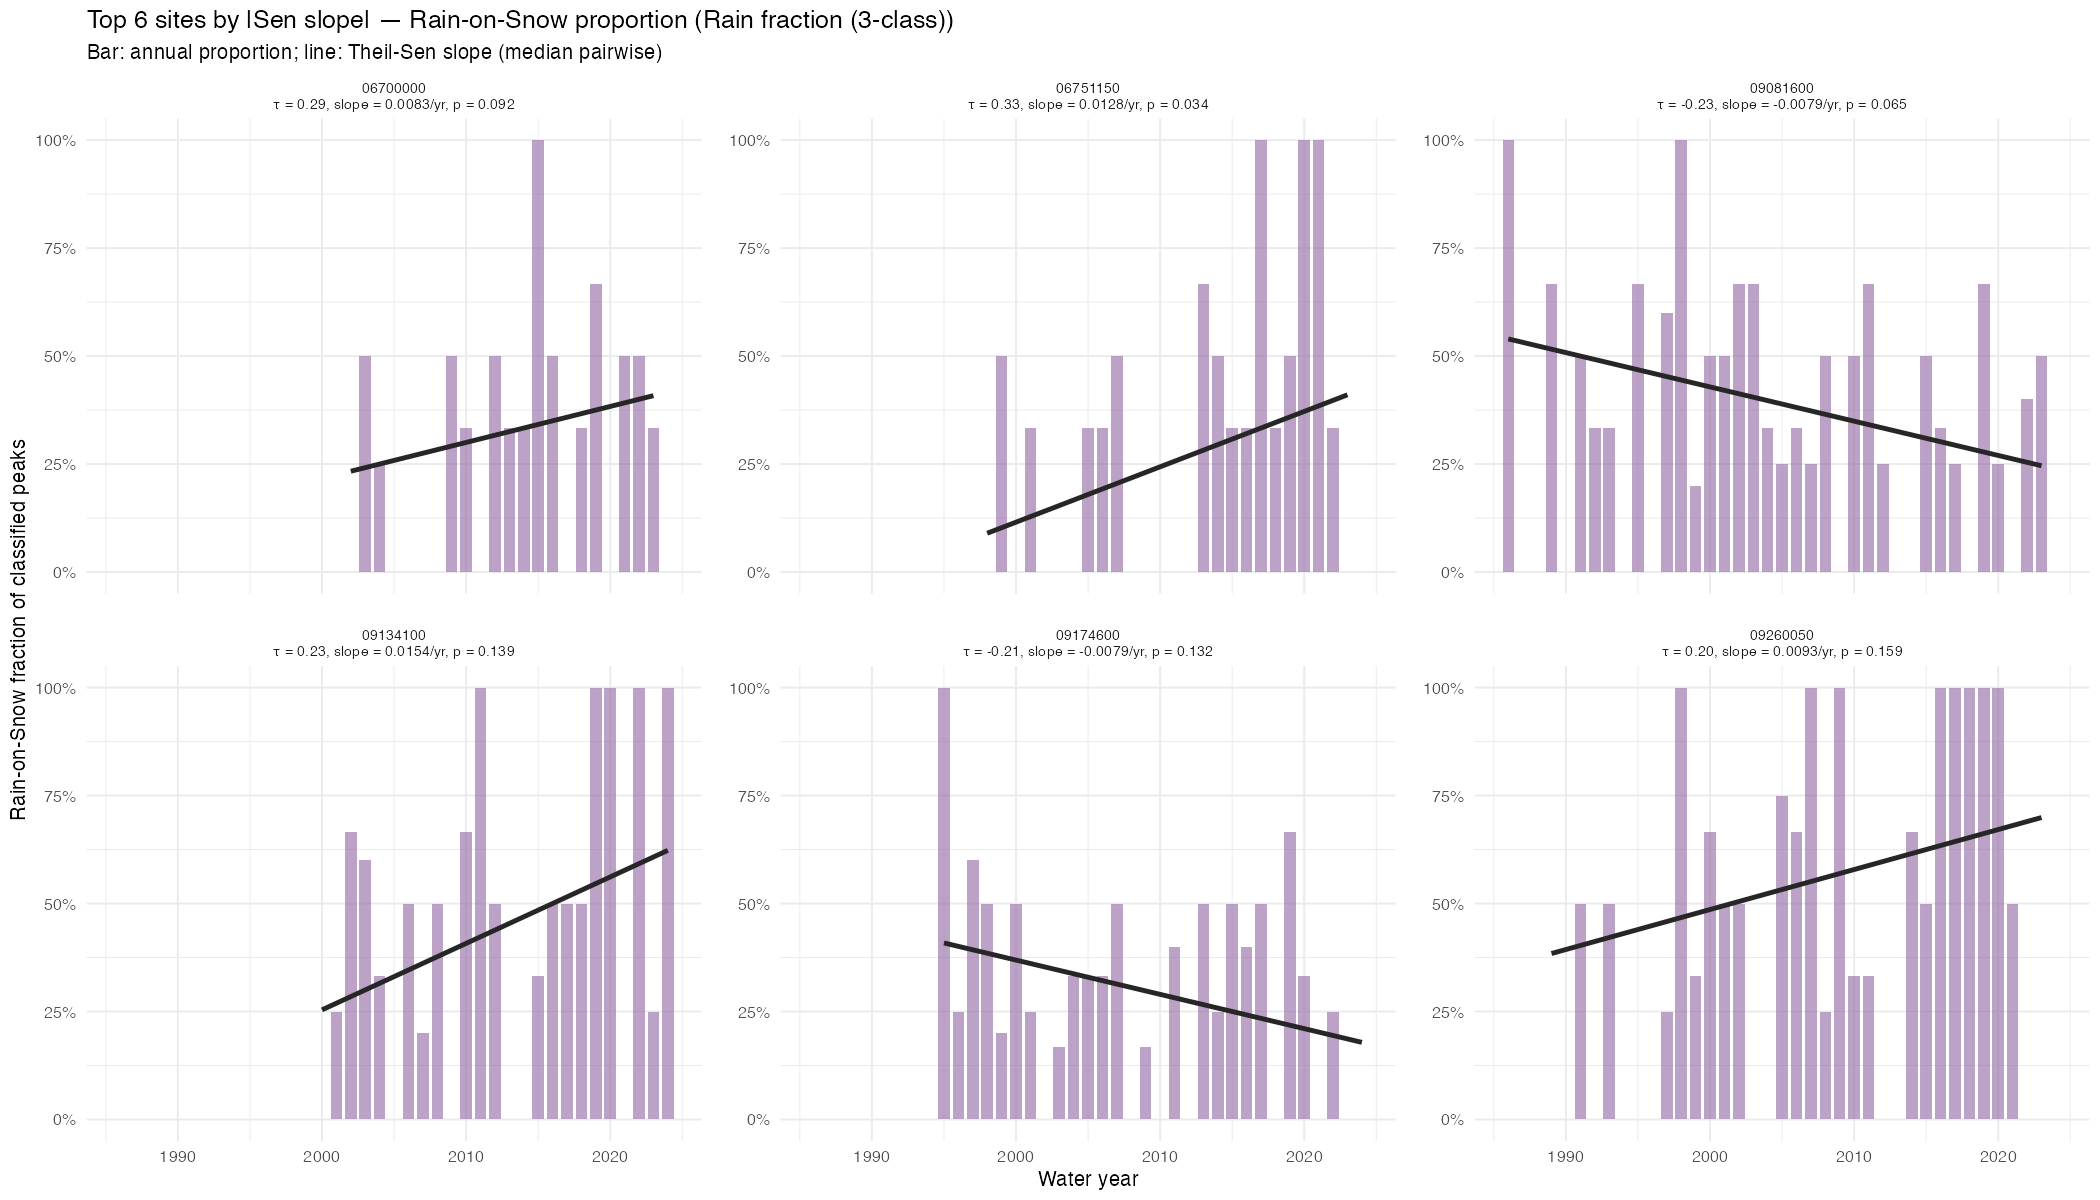 Top 6 sites by |Sen slope| — Rain-on-Snow proportion (Rain fraction (3-class))
Bar: annual proportion; line: Theil-Sen slope (median pairwise)
06700000
τ = 0.29, slope = 0.0083/yr, p = 0.092
06751150
τ = 0.33, slope = 0.0128/yr, p = 0.034
09081600
τ = -0.23, slope = -0.0079/yr, p = 0.065
100%
75%
50%
25%
0%
100%
75%
50%
25%
0%
100%
75%
50%
25%
0%
Rain-on-Snow fraction of classified peaks
09134100
τ = 0.23, slope = 0.0154/yr, p = 0.139
09174600
τ = -0.21, slope = -0.0079/yr, p = 0.132
09260050
τ = 0.20, slope = 0.0093/yr, p = 0.159
100%
75%
50%
25%
0%
100%
75%
50%
25%
0%
100%
75%
50%
25%
0%
1990 2000 2010 2020
1990 2000 2010 2020
1990 2000 2010 2020
Water year